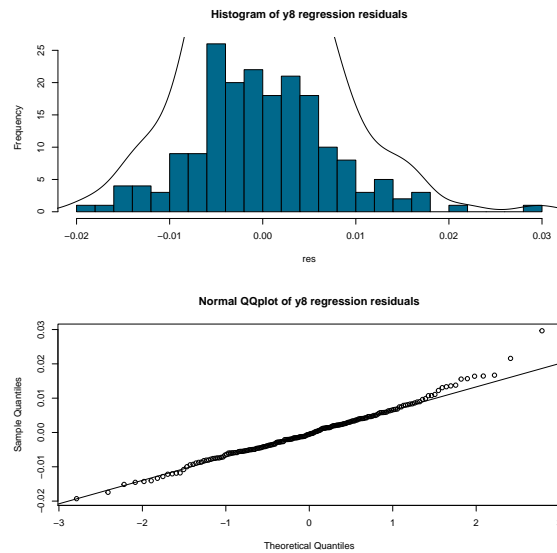 Histogram of y8 regression residuals
Frequency
0 5 10 15 20 25
−0.02 −0.01 0.00 0.01 0.02 0.03
res
Normal QQplot of y8 regression residuals
Sample Quantiles
−0.02 −0.01 0.00 0.01 0.02 0.03
−3 −2 −1 0 1 2
Theoretical Quantiles